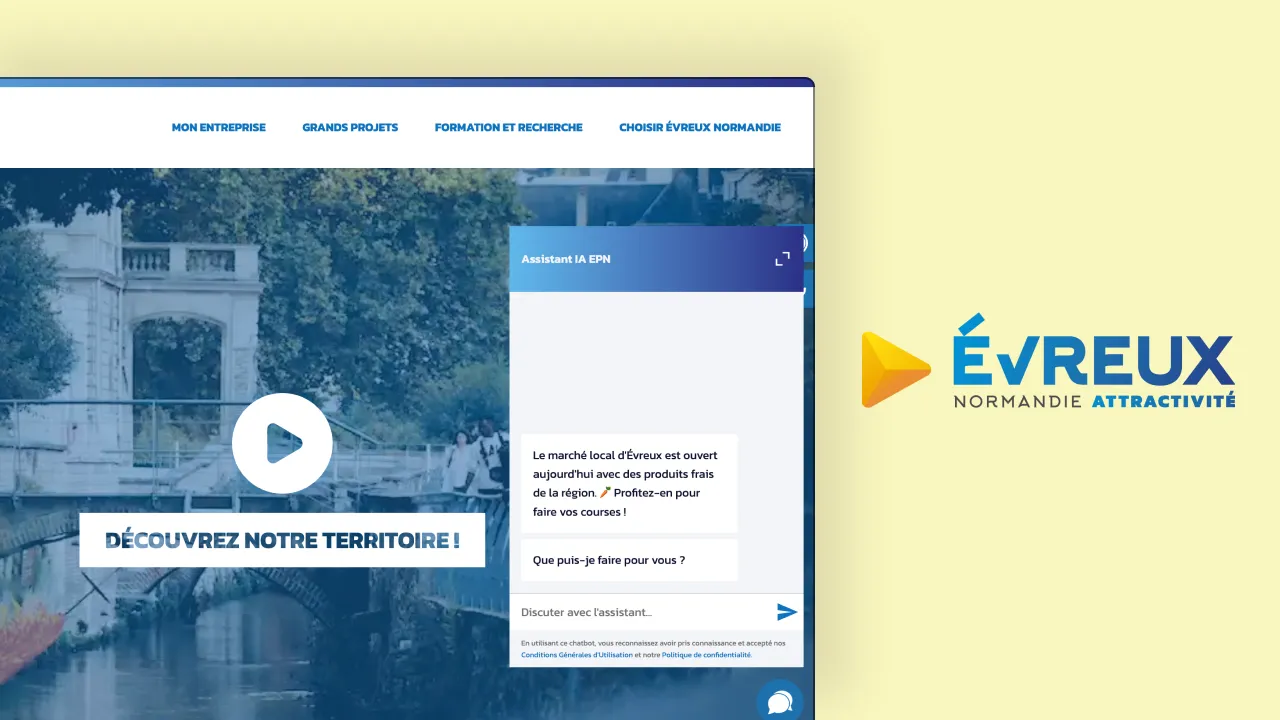 MON ENTREPRISE
GRANDS PROJETS
FORMATION ET RECHERCHE
CHOISIR ÉVREUX NORMANDIE
DÉCOUVREZ NOTRE TERRITOIRE !
Assistant IA EPN
Le marché local d'Évreux est ouvert
aujourd'hui avec des produits frais
de la région. 🥕 Profitez-en pour
faire vos courses !
Que puis-je faire pour vous ?
Discuter avec l'assistant...
En utilisant ce chatbot, vous reconnaissez avoir pris connaissance et accepté nos
Conditions Générales d'Utilisation et notre Politique de confidentialité.
ÉVREUX
NORMANDIE ATTRACTIVITÉ